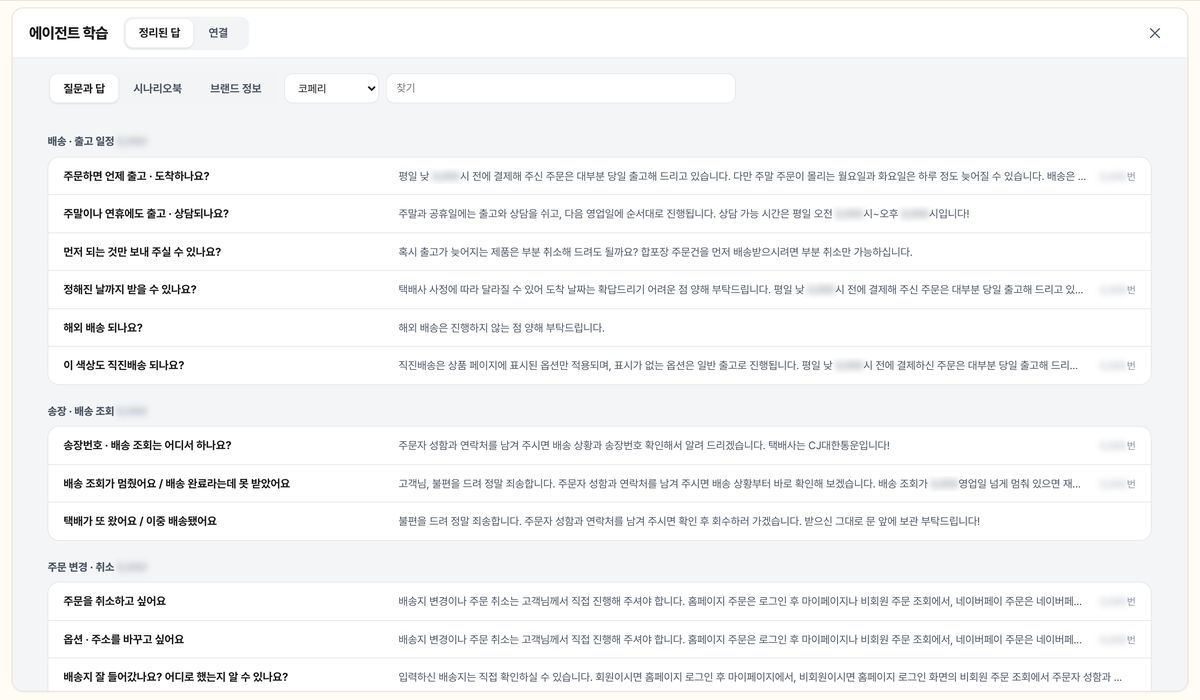 에이전트 학습 정리된 답 연결
질문과 답 시나리오북 브랜드 정보 코페리 찾기
배송 · 출고 일정
주문하면 언제 출고 · 도착하나요? 평일 낮 시 전에 결제해 주신 주문은 대부분 당일 출고해 드리고 있습니다. 다만 주말 주문이 몰리는 월요일과 화요일은 하루 정도 늦어질 수 있습니다. 배송은 ... 번
주말이나 연휴에도 출고 · 상담되나요? 주말과 공휴일에는 출고와 상담을 쉬고, 다음 영업일에 순서대로 진행됩니다. 상담 가능 시간은 평일 오전 시~오후 시입니다!
먼저 되는 것만 보내 주실 수 있나요? 혹시 출고가 늦어지는 제품은 부분 취소해 드려도 될까요? 합포장 주문건을 먼저 배송받으시려면 부분 취소만 가능하십니다.
정해진 날까지 받을 수 있나요? 택배사 사정에 따라 달라질 수 있어 도착 날짜는 확답드리기 어려운 점 양해 부탁드립니다. 평일 낮 시 전에 결제해 주신 주문은 대부분 당일 출고해 드리고 있... 번
해외 배송 되나요? 해외 배송은 진행하지 않는 점 양해 부탁드립니다.
이 색상도 직진배송 되나요? 직진배송은 상품 페이지에 표시된 옵션만 적용되며, 표시가 없는 옵션은 일반 출고로 진행됩니다. 평일 낮 시 전에 결제하신 주문은 대부분 당일 출고해 드리... 번
송장 · 배송 조회
송장번호 · 배송 조회는 어디서 하나요? 주문자 성함과 연락처를 남겨 주시면 배송 상황과 송장번호 확인해서 알려 드리겠습니다. 택배사는 CJ대한통운입니다! 번
배송 조회가 멈췄어요 / 배송 완료라는데 못 받았어요 고객님, 불편을 드려 정말 죄송합니다. 주문자 성함과 연락처를 남겨 주시면 배송 상황부터 바로 확인해 보겠습니다. 배송 조회가 영업일 넘게 멈춰 있으면 재... 번
택배가 또 왔어요 / 이중 배송됐어요 불편을 드려 정말 죄송합니다. 주문자 성함과 연락처를 남겨 주시면 확인 후 회수하러 가겠습니다. 받으신 그대로 문 앞에 보관 부탁드립니다!
주문 변경 · 취소
주문을 취소하고 싶어요 배송지 변경이나 주문 취소는 고객님께서 직접 진행해 주셔야 합니다. 홈페이지 주문은 로그인 후 마이페이지나 비회원 주문 조회에서, 네이버페이 주문은 네이버페... 번
옵션 · 주소를 바꾸고 싶어요 배송지 변경이나 주문 취소는 고객님께서 직접 진행해 주셔야 합니다. 홈페이지 주문은 로그인 후 마이페이지나 비회원 주문 조회에서, 네이버페이 주문은 네이버페... 번
배송지 잘 들어갔나요? 어디로 했는지 알 수 있나요? 입력하신 배송지는 직접 확인하실 수 있습니다. 회원이시면 홈페이지 로그인 후 마이페이지에서, 비회원이시면 홈페이지 로그인 화면의 비회원 주문 조회에서 주문자 성함과 ...